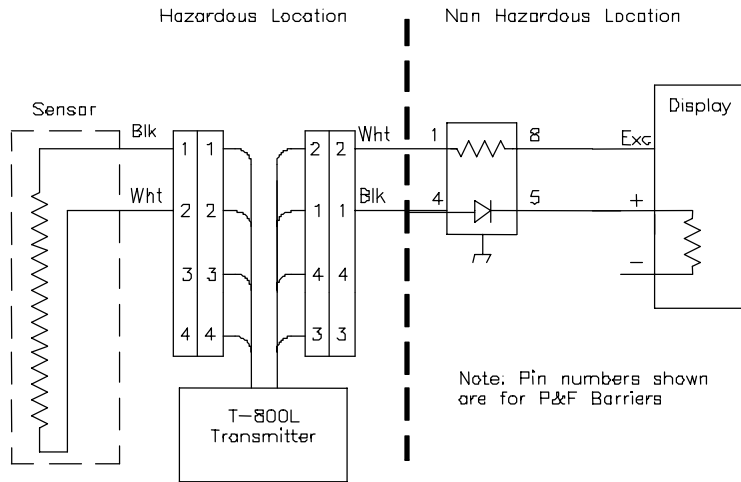 Hazardous Location
Non Hazardous Location
Sensor
Display
Blk
Wht
1 1
2 2
3 3
4 4
2 2
1 1
4 4
3 3
Wht
Blk
1
8
4
5
Exc
+
−
T-800L
Transmitter
Note: Pin numbers shown
are for P&F Barriers